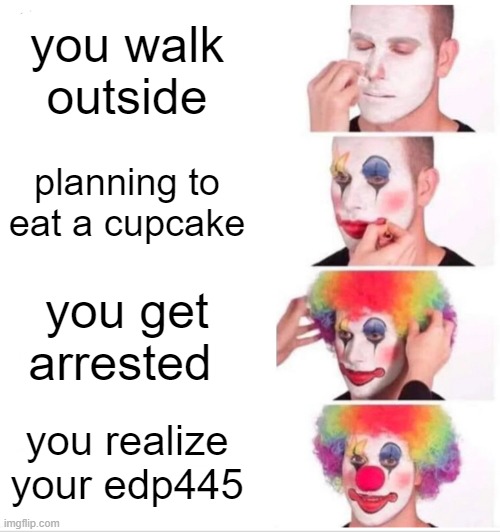 you walk
outside
planning to
eat a cupcake
you get
arrested
you realize
your edp445
imgflip.com